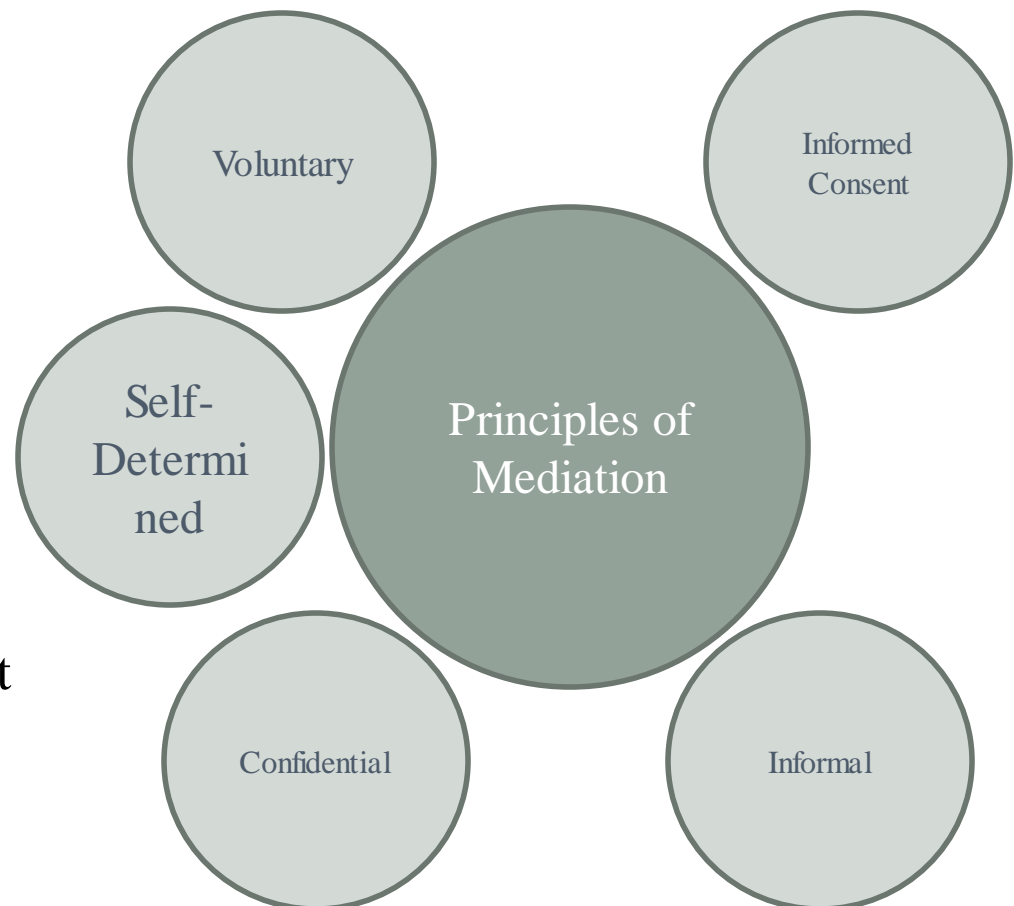 Voluntary
Informed
Consent
Self-
Determi
ned
Principles of
Mediation
t
Confidential
Informal